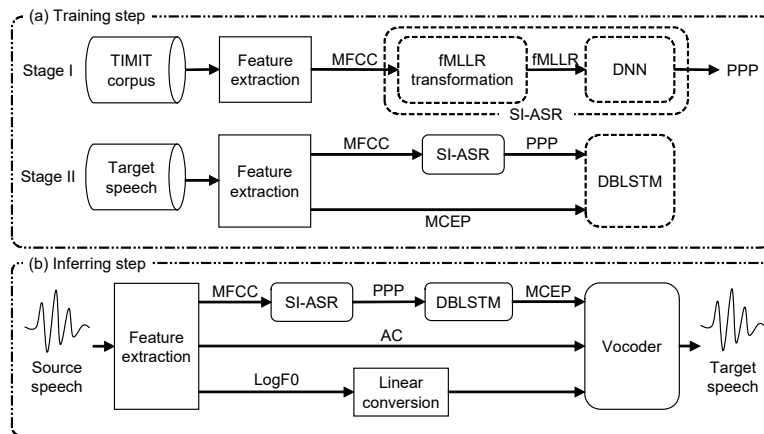 (a) Training step
Stage I
TIMIT
corpus
Feature
extraction
MFCC
fMLLR
transformation
fMLLR
DNN
PPP
SI-ASR
Stage II
Target
speech
Feature
extraction
MFCC
SI-ASR
PPP
DBLSTM
MCEP
(b) Inferring step
Source
speech
Feature
extraction
MFCC
SI-ASR
PPP
DBLSTM
MCEP
AC
LogF0
Linear
conversion
Vocoder
Target
speech